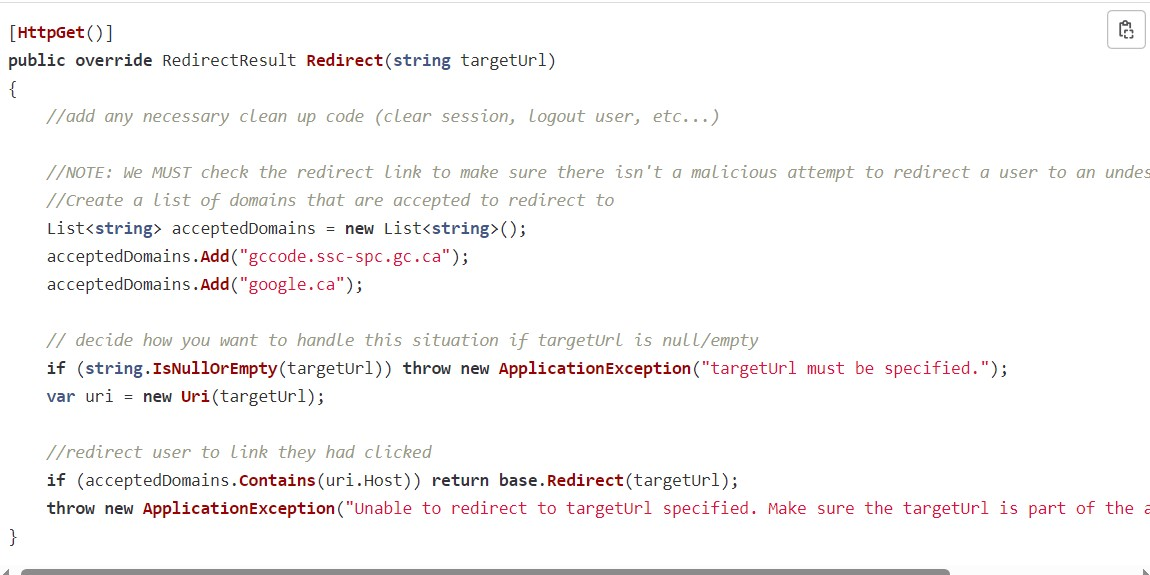 [HttpGet()]
public override RedirectResult Redirect(string targetUrl)
{
    //add any necessary clean up code (clear session, logout user, etc...)
    //NOTE: We MUST check the redirect link to make sure there isn't a malicious attempt to redirect a user to an
    //Create a list of domains that are accepted to redirect to
    List<string> acceptedDomains = new List<string>();
    acceptedDomains.Add("gccode.ssc-spc.gc.ca");
    acceptedDomains.Add("google.ca");
    // decide how you want to handle this situation if targetUrl is null/empty
    if (string.IsNullOrEmpty(targetUrl)) throw new ApplicationException("targetUrl must be specified.");
    var uri = new Uri(targetUrl);
    //redirect user to link they had clicked
    if (acceptedDomains.Contains(uri.Host)) return base.Redirect(targetUrl);
    throw new ApplicationException("Unable to redirect to targetUrl specified. Make sure the targetUrl is part of the
}